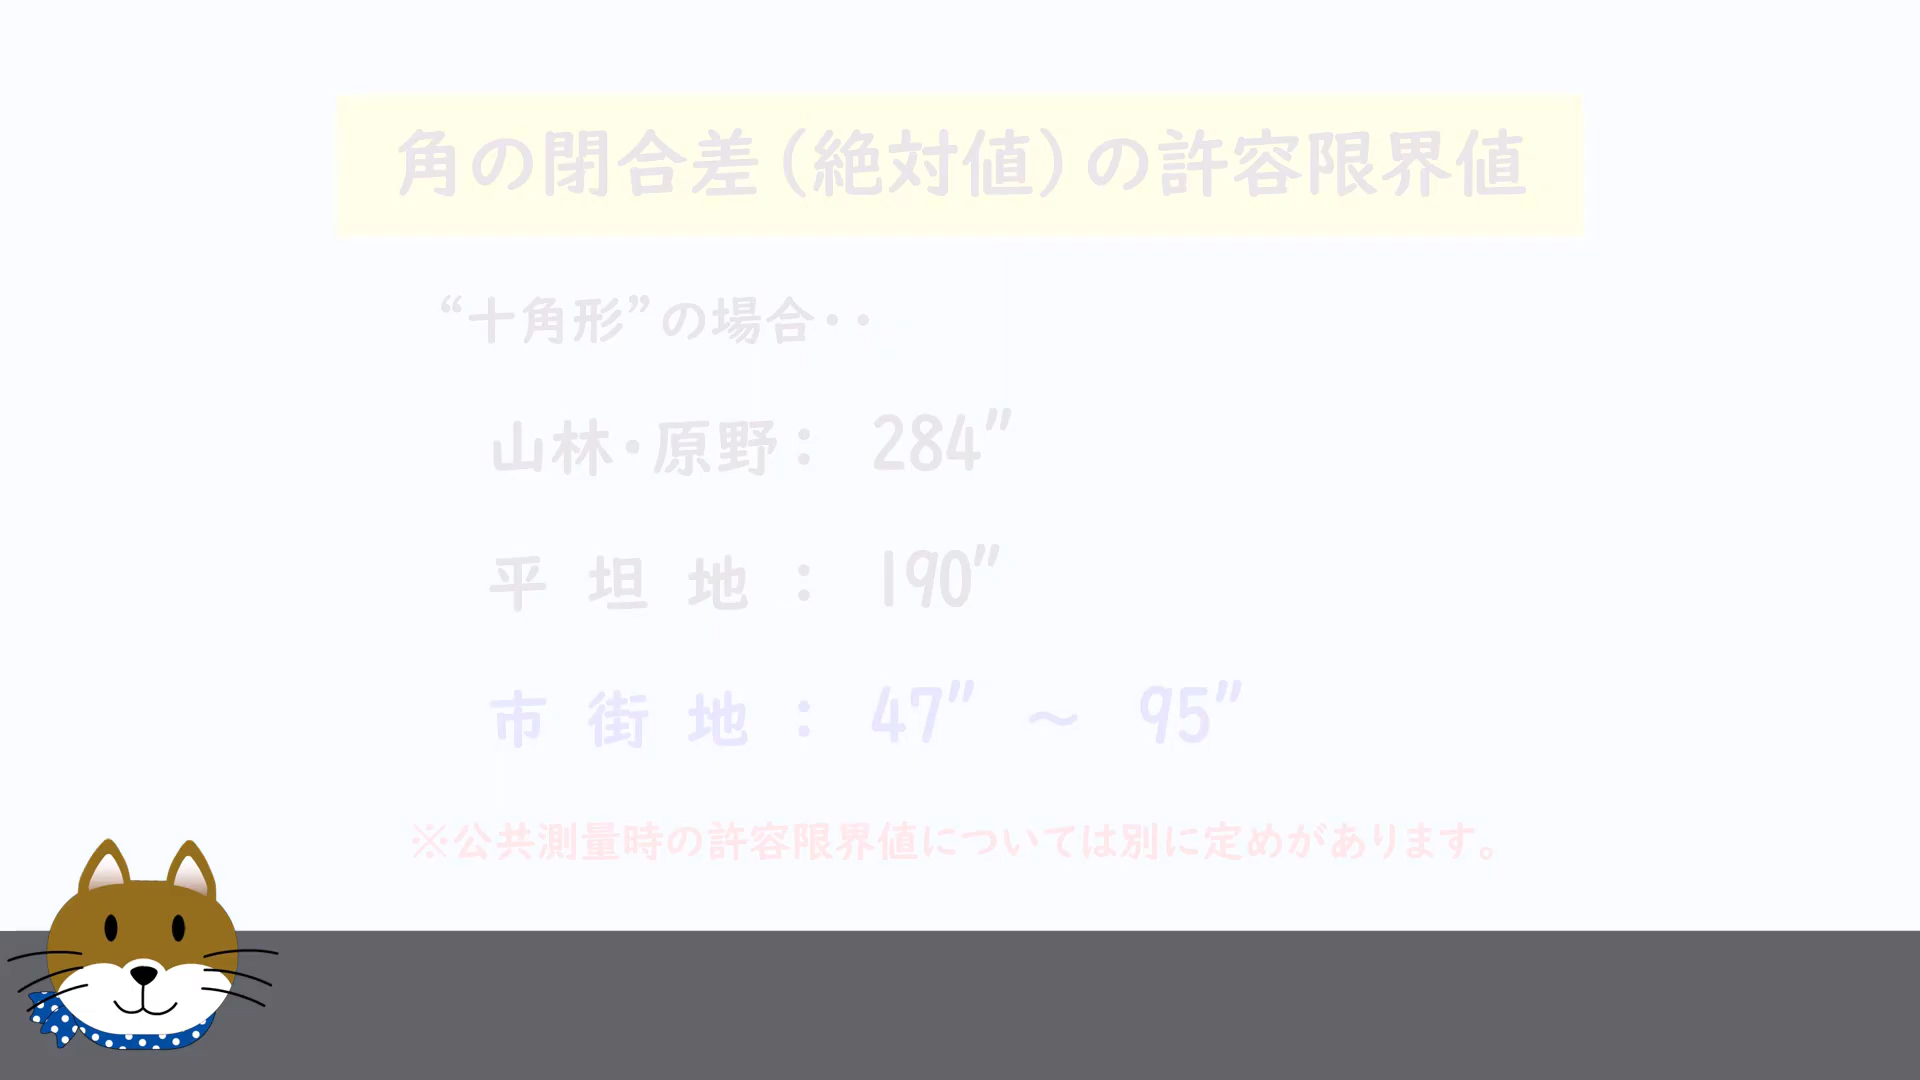 角の閉合差（絶対値）の許容限界値
“十角形”の場合・・
山林・原野： 284”
平 坦 地 ： 190”
市 街 地 ： 47” ～ 95”
※公共測量時の許容限界値については別に定めがあります。